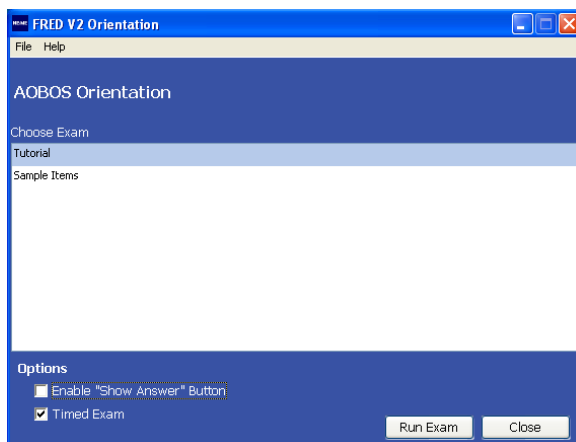 FRED V2 Orientation
File Help
AOBOS Orientation
Choose Exam
Tutorial
Sample Items
Options
Enable "Show Answer" Button
Timed Exam
Run Exam Close